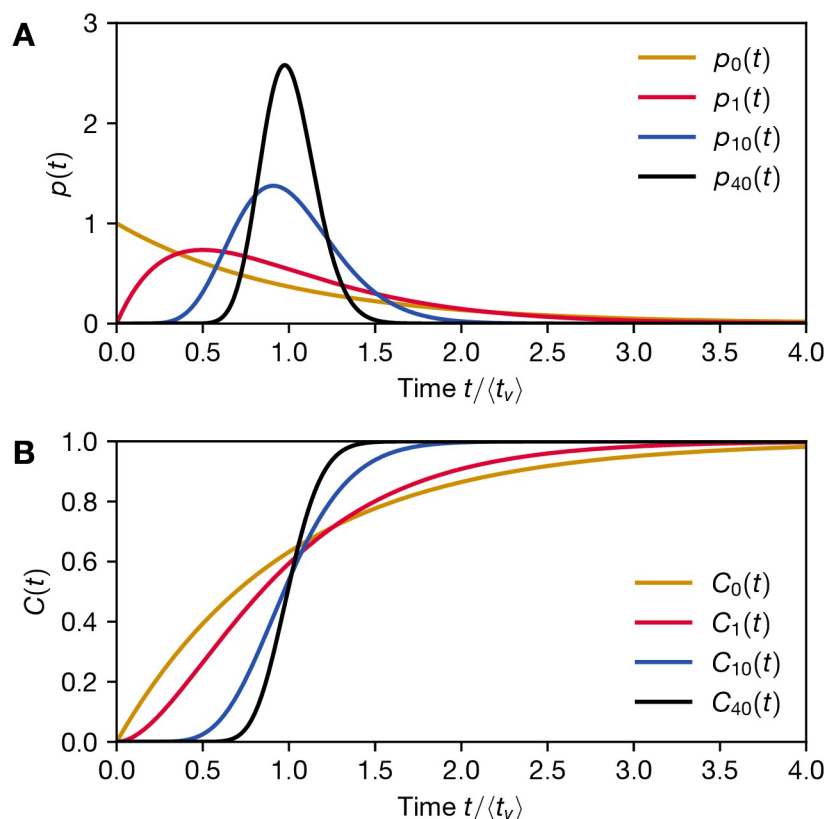 A
p(t)
3
2
1
0
p₀(t)
p₁(t)
p₁₀(t)
p₄₀(t)
0.0 0.5 1.0 1.5 2.0 2.5 3.0 3.5 4.0
Time t/⟨tᵥ⟩
B
C(t)
1.0
0.8
0.6
0.4
0.2
0.0
C₀(t)
C₁(t)
C₁₀(t)
C₄₀(t)
0.0 0.5 1.0 1.5 2.0 2.5 3.0 3.5 4.0
Time t/⟨tᵥ⟩